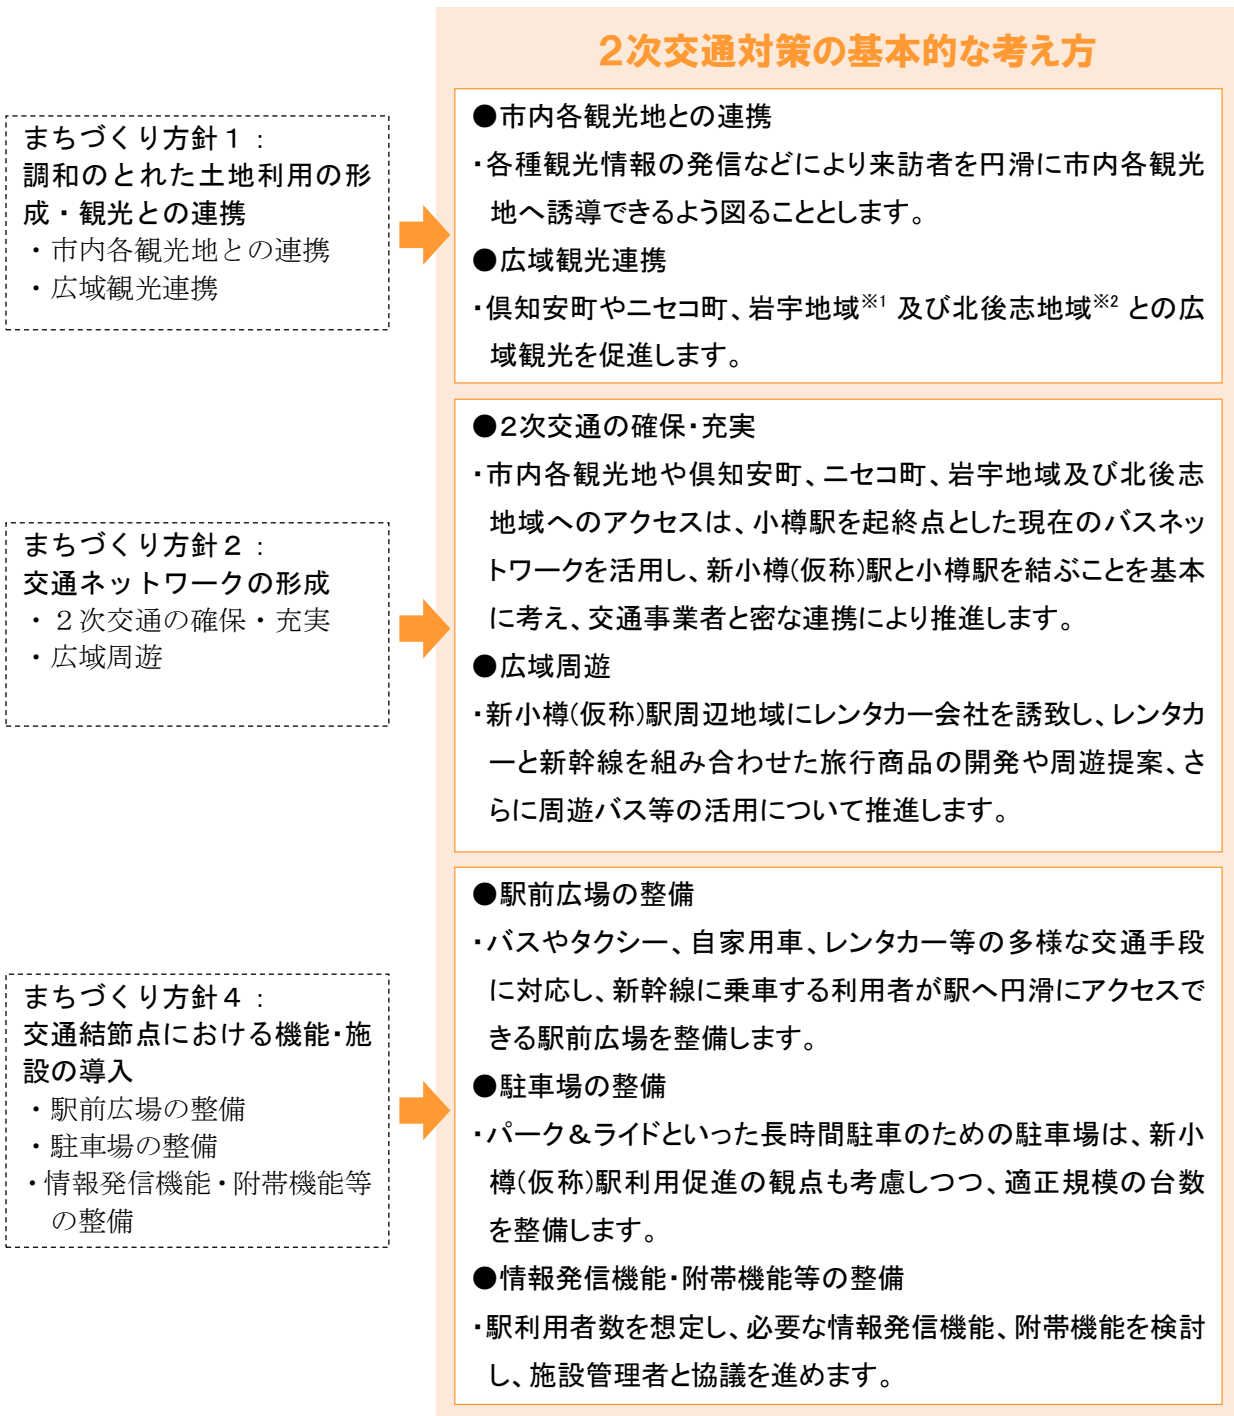 2次交通対策の基本的な考え方
まちづくり方針１：
調和のとれた土地利用の形
成・観光との連携
・市内各観光地との連携
・広域観光連携
●市内各観光地との連携
・各種観光情報の発信などにより来訪者を円滑に市内各観光
地へ誘導できるよう図ることとします。
●広域観光連携
・倶知安町やニセコ町、岩宇地域※1 及び北後志地域※2 との広
域観光を促進します。
まちづくり方針２：
交通ネットワークの形成
・２次交通の確保・充実
・広域周遊
●2次交通の確保・充実
・市内各観光地や倶知安町、ニセコ町、岩宇地域及び北後志
地域へのアクセスは、小樽駅を起終点とした現在のバスネッ
トワークを活用し、新小樽(仮称)駅と小樽駅を結ぶことを基本
に考え、交通事業者と密な連携により推進します。
●広域周遊
・新小樽(仮称)駅周辺地域にレンタカー会社を誘致し、レンタカ
ーと新幹線を組み合わせた旅行商品の開発や周遊提案、さ
らに周遊バス等の活用について推進します。
まちづくり方針４：
交通結節点における機能・施
設の導入
・駅前広場の整備
・駐車場の整備
・情報発信機能・附帯機能等
の整備
●駅前広場の整備
・バスやタクシー、自家用車、レンタカー等の多様な交通手段
に対応し、新幹線に乗車する利用者が駅へ円滑にアクセスで
きる駅前広場を整備します。
●駐車場の整備
・パーク＆ライドといった長時間駐車のための駐車場は、新小
樽(仮称)駅利用促進の観点も考慮しつつ、適正規模の台数
を整備します。
●情報発信機能・附帯機能等の整備
・駅利用者数を想定し、必要な情報発信機能、附帯機能を検討
し、施設管理者と協議を進めます。